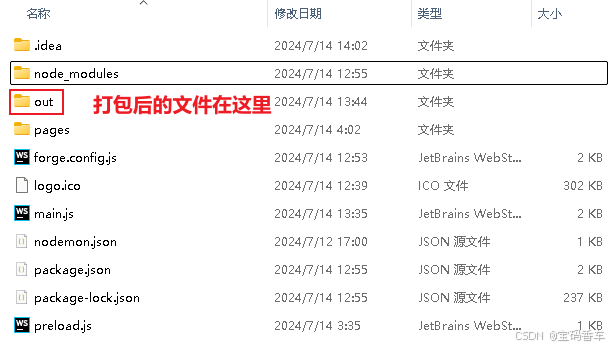 名称 修改日期 类型 大小
.idea 2024/7/14 14:02 文件夹
node_modules 2024/7/14 12:55 文件夹
out 打包后的文件在这里 2024/7/14 13:44 文件夹
pages 2024/7/14 4:02 文件夹
WS forge.config.js 2024/7/14 12:53 JetBrains WebSt... 2 KB
logo.ico 2024/7/14 12:39 ICO 文件 302 KB
WS main.js 2024/7/14 13:35 JetBrains WebSt... 2 KB
nodemon.json 2024/7/12 17:00 JSON 源文件 1 KB
package.json 2024/7/14 12:55 JSON 源文件 2 KB
package-lock.json 2024/7/14 12:55 JSON 源文件 237 KB
WS preload.js 2024/7/14 3:35 JetBrains WebSt... 1 KB
CSDN @宝码香车